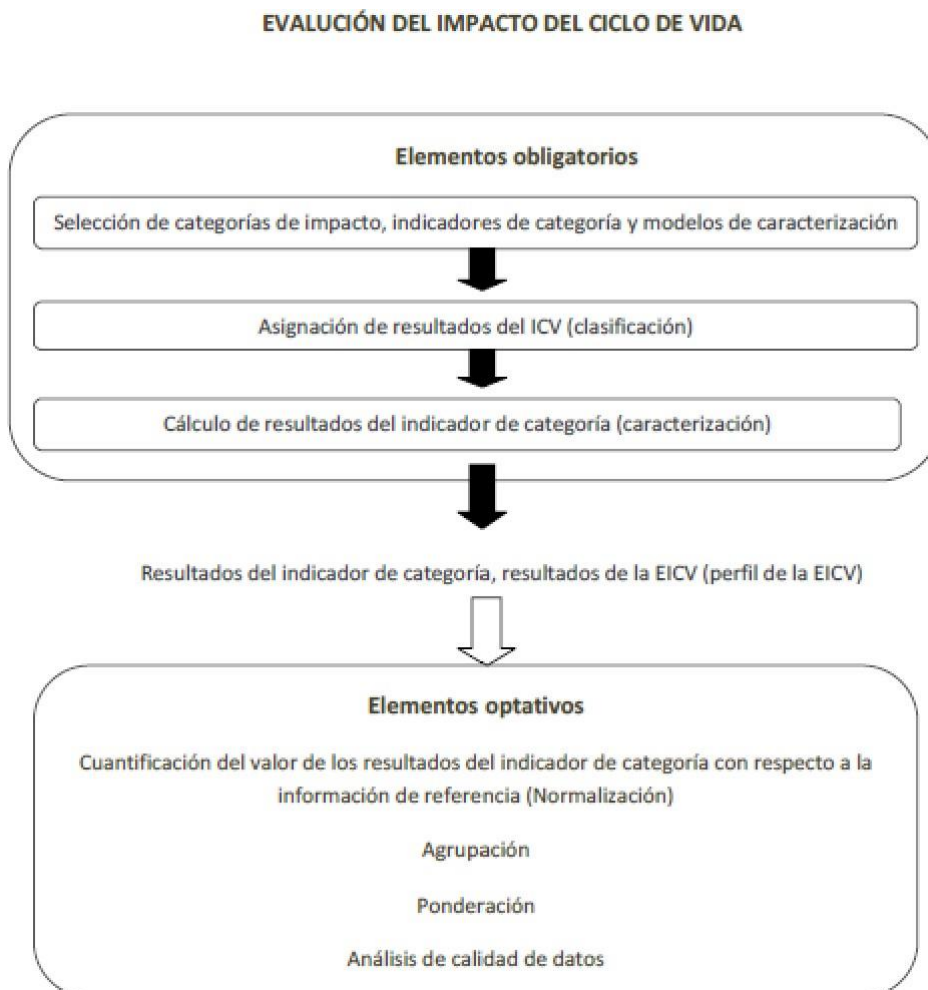 EVALUCIÓN DEL IMPACTO DEL CICLO DE VIDA
Elementos obligatorios
Selección de categorías de impacto, indicadores de categoría y modelos de caracterización
Asignación de resultados del ICV (clasificación)
Cálculo de resultados del indicador de categoría (caracterización)
Resultados del indicador de categoría, resultados de la EICV (perfil de la EICV)
Elementos optativos
Cuantificación del valor de los resultados del indicador de categoría con respecto a la
información de referencia (Normalización)
Agrupación
Ponderación
Análisis de calidad de datos